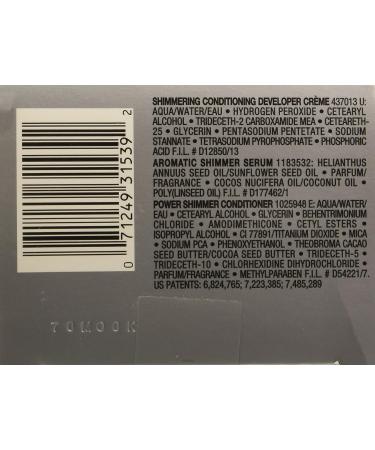 SHIMMERING CONDITIONING DEVELOPER CRÈME 437013 U:
AQUA/WATER/EAU • HYDROGEN PEROXIDE • CETEARYL
ALCOHOL • TRIDECETH-2 CARBOXAMIDE MEA • CETEARETH-
25 • GLYCERIN • PENTASODIUM PENTETATE • SODIUM
STANNATE • TETRASODIUM PYROPHOSPHATE • PHOSPHORIC
ACID F.I.L. # D12850/13
AROMATIC SHIMMER SERUM 1183532: HELIANTHUS
ANNUUS SEED OIL/SUNFLOWER SEED OIL • PARFUM/
FRAGRANCE • COCOS NUCIFERA OIL/COCONUT OIL •
POLY(LINSEED OIL) F.I.L. # D177462/1
POWER SHIMMER CONDITIONER 1025948 E: AQUA/WATER/
EAU • CETEARYL ALCOHOL • GLYCERIN • BEHENTRIMONIUM
CHLORIDE • AMODIMETHICONE • CETYL ESTERS •
ISOPROPYL ALCOHOL • CI 77891/TITANIUM DIOXIDE • MICA
• SODIUM PCA • PHENOXYETHANOL • THEOBROMA CACAO
SEED BUTTER/COCOA SEED BUTTER • TRIDECETH-5 •
TRIDECETH-10 • CHLORHEXIDINE DIHYDROCHLORIDE •
PARFUM/FRAGRANCE • METHYLPARABEN F.I.L. # D54221/7.
US PATENTS: 6,824,765; 7,223,385; 7,485,289
0 71249 31539 2
70M00K